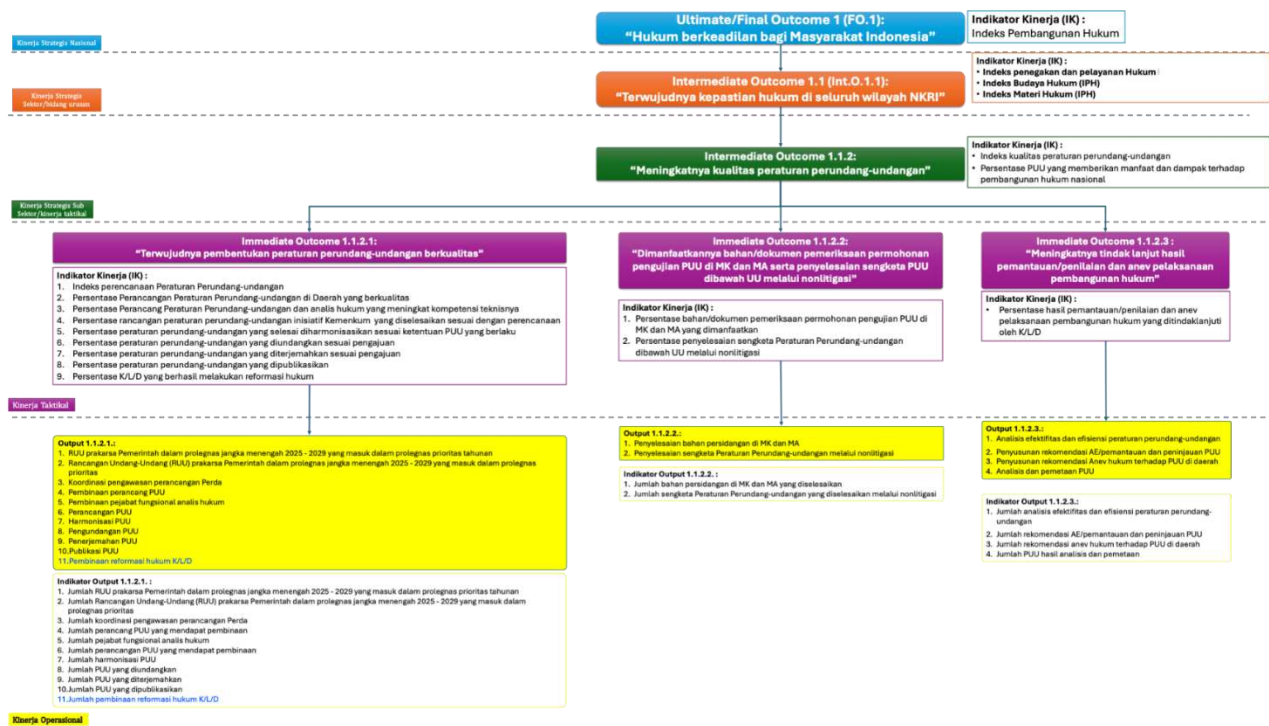 Ultimate/Final Outcome 1 (FO.1):
"Hukum berkeadilan bagi Masyarakat Indonesia"
Indikator Kinerja (IK) :
Indeks Pembangunan Hukum
Kinerja Strategis Nasional
Intermediate Outcome 1.1 (Int.O.1.1):
"Terwujudnya kepastian hukum di seluruh wilayah NKRI"
Indikator Kinerja (IK) :
• Indeks penegakan dan pelayanan Hukum
• Indeks Budaya Hukum (IPH)
• Indeks Materi Hukum (IPH)
Kinerja Strategis
Sektor/bidang urusan
Intermediate Outcome 1.1.2:
"Meningkatnya kualitas peraturan perundang-undangan"
Indikator Kinerja (IK) :
• Indeks kualitas peraturan perundang-undangan
• Persentase PUU yang memberikan manfaat dan dampak terhadap
pembangunan hukum nasional
Kinerja Strategis Sub
Sektor/kinerja taktikal
Immediate Outcome 1.1.2.1:
"Terwujudnya pembentukan peraturan perundang-undangan berkualitas"
Indikator Kinerja (IK) :
1. Indeks perencanaan Peraturan Perundang-undangan
2. Persentase Perancangan Peraturan Perundang-undangan di Daerah yang berkualitas
3. Persentase Perancang Peraturan Perundang-undangan dan analis hukum yang meningkat kompetensi teknisnya
4. Persentase rancangan peraturan perundang-undangan inisiatif Kemenkum yang diselesaikan sesuai dengan perencanaan
5. Persentase peraturan perundang-undangan yang selesai diharmonisasikan sesuai ketentuan PUU yang berlaku
6. Persentase peraturan perundang-undangan yang diundangkan sesuai pengajuan
7. Persentase peraturan perundang-undangan yang diterjemahkan sesuai pengajuan
8. Persentase peraturan perundang-undangan yang dipublikasikan
9. Persentase K/L/D yang berhasil melakukan reformasi hukum
Immediate Outcome 1.1.2.2:
"Dimanfaatkannya bahan/dokumen pemeriksaan permohonan
pengujian PUU di MK dan MA serta penyelesaian sengketa PUU
dibawah UU melalui nonlitigasi"
Indikator Kinerja (IK) :
1. Persentase bahan/dokumen pemeriksaan permohonan pengujian PUU di
MK dan MA yang dimanfaatkan
2. Persentase penyelesaian sengketa Peraturan Perundang-undangan
dibawah UU melalui nonlitigasi
Immediate Outcome 1.1.2.3
"Meningkatnya tindak lanjut hasil
pemantauan/penilaian dan anev pelaksanaan
pembangunan hukum"
Indikator Kinerja (IK) :
• Persentase hasil pemantauan/penilaian dan anev
pelaksanaan pembangunan hukum yang ditindaklanjuti
oleh K/L/D
Kinerja Taktikal
Output 1.1.2.1.:
1. RUU prakarsa Pemerintah dalam prolegnas jangka menengah 2025 - 2029 yang masuk dalam prolegnas prioritas tahunan
2. Rancangan Undang-Undang (RUU) prakarsa Pemerintah dalam prolegnas jangka menengah 2025 - 2029 yang masuk dalam prolegnas
prioritas
3. Koordinasi pengawasan perancangan Perda
4. Pembinaan perancang PUU
5. Pembinaan pejabat fungsional analis hukum
6. Perancangan PUU
7. Harmonisasi PUU
8. Pengundangan PUU
9. Penerjemahan PUU
10.Publikasi PUU
11.Pembinaan reformasi hukum K/L/D
Indikator Output 1.1.2.1. :
1. Jumlah RUU prakarsa Pemerintah dalam prolegnas jangka menengah 2025 - 2029 yang masuk dalam prolegnas prioritas tahunan
2. Jumlah Rancangan Undang-Undang (RUU) prakarsa Pemerintah dalam prolegnas jangka menengah 2025 - 2029 yang masuk dalam
prolegnas prioritas
3. Jumlah koordinasi pengawasan perancangan Perda
4. Jumlah perancang PUU yang mendapat pembinaan
5. Jumlah pejabat fungsional analis hukum
6. Jumlah perancangan PUU yang mendapat pembinaan
7. Jumlah harmonisasi PUU
8. Jumlah PUU yang diundangkan
9. Jumlah PUU yang diterjemahkan
10.Jumlah PUU yang dipublikasikan
11.Jumlah pembinaan reformasi hukum K/L/D
Output 1.1.2.2.:
1. Penyelesaian bahan persidangan di MK dan MA
2. Penyelesaian sengketa Peraturan Perundang-undangan melalui nonlitigasi
Indikator Output 1.1.2.2. :
1. Jumlah bahan persidangan di MK dan MA yang diselesaikan
2. Jumlah sengketa Peraturan Perundang-undangan yang diselesaikan melalui nonlitigasi
Output 1.1.2.3.:
1. Analisis efektifitas dan efisiensi peraturan perundang-undangan
2. Penyusunan rekomendasi AE/pemantauan dan peninjauan PUU
3. Penyusunan rekomendasi Anev hukum terhadap PUU di daerah
4. Analisis dan pemetaan PUU
Indikator Output 1.1.2.3.:
1. Jumlah analisis efektifitas dan efisiensi peraturan perundang-
undangan
2. Jumlah rekomendasi AE/pemantauan dan peninjauan PUU
3. Jumlah rekomendasi anev hukum terhadap PUU di daerah
4. Jumlah PUU hasil analisis dan pemetaan
Kinerja Operasional